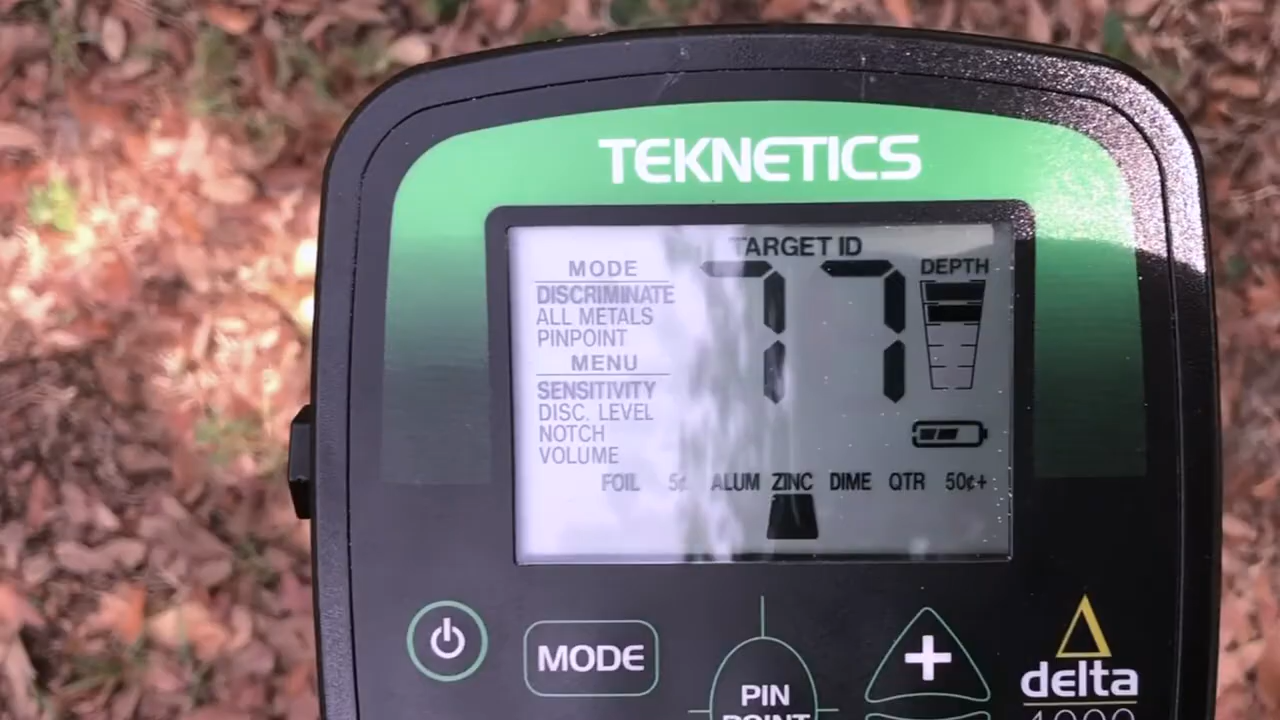 TEKNETICS
TARGET ID
77
MODE
DISCRIMINATE
ALL METALS
PINPOINT
MENU
SENSITIVITY
DISC. LEVEL
NOTCH
VOLUME
DEPTH
FOIL 5¢ ALUM ZINC DIME QTR 50¢+
MODE
PIN
POINT
+
delta
4000